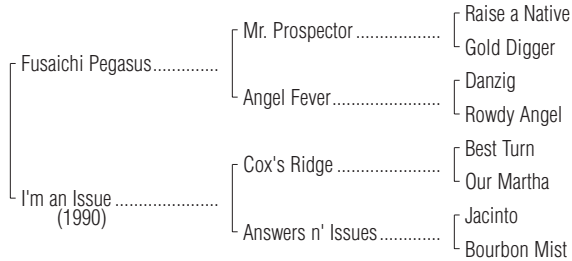 Raise a Native
Mr. Prospector...................
Gold Digger
Fusaichi Pegasus..............
Danzig
Angel Fever........................
Rowdy Angel
Best Turn
Cox's Ridge .......................
Our Martha
I'm an Issue .......................
(1990)
Jacinto
Answers n' Issues..............
Bourbon Mist